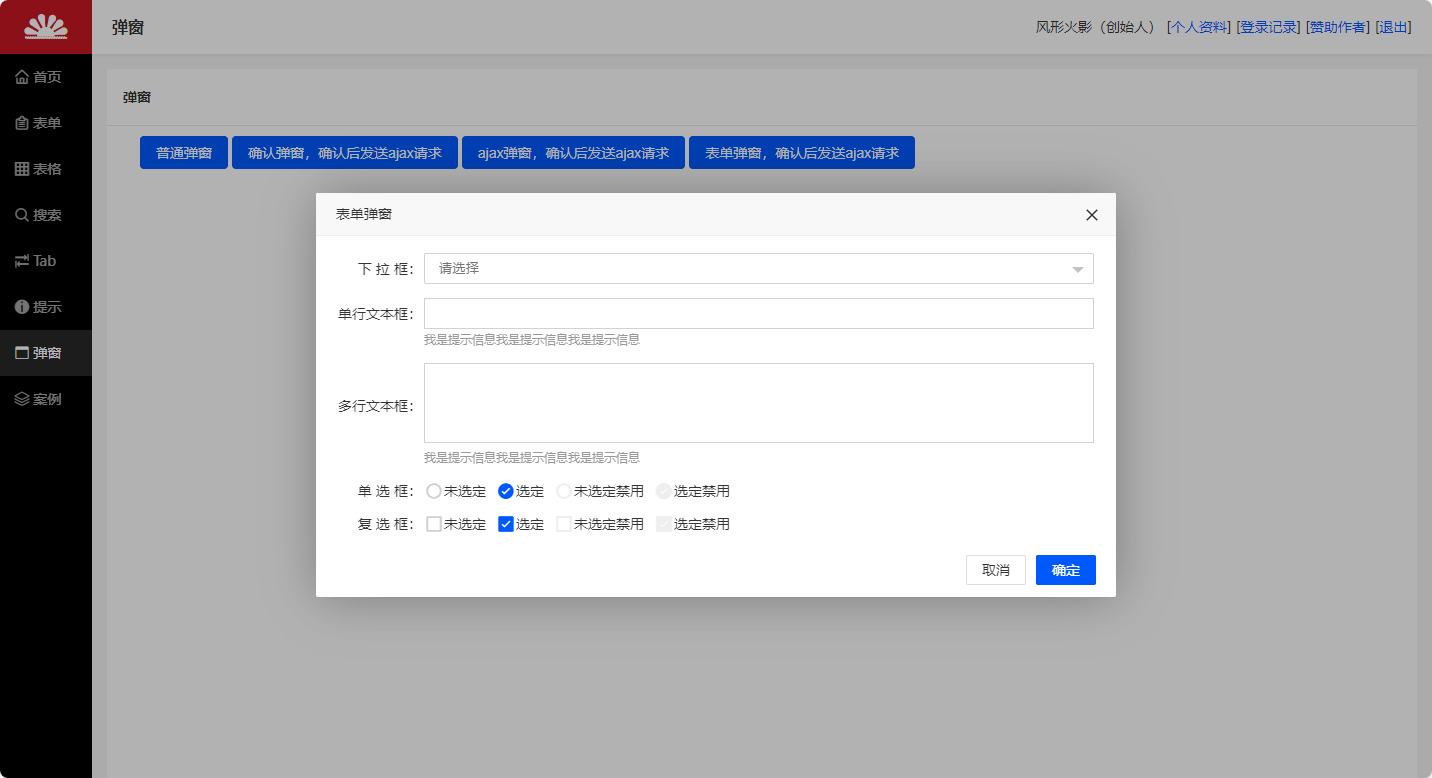 弹窗
风形火影（创始人） [个人资料] [登录记录] [赞助作者] [退出]
首页
表单
表格
搜索
Tab
提示
弹窗
案例
弹窗
普通弹窗 确认弹窗，确认后发送ajax请求 ajax弹窗，确认后发送ajax请求 表单弹窗，确认后发送ajax请求
表单弹窗
下 拉 框： 请选择
单行文本框：
我是提示信息我是提示信息我是提示信息
多行文本框：
我是提示信息我是提示信息我是提示信息
单 选 框： 未选定 选定 未选定禁用 选定禁用
复 选 框： 未选定 选定 未选定禁用 选定禁用
取消 确定